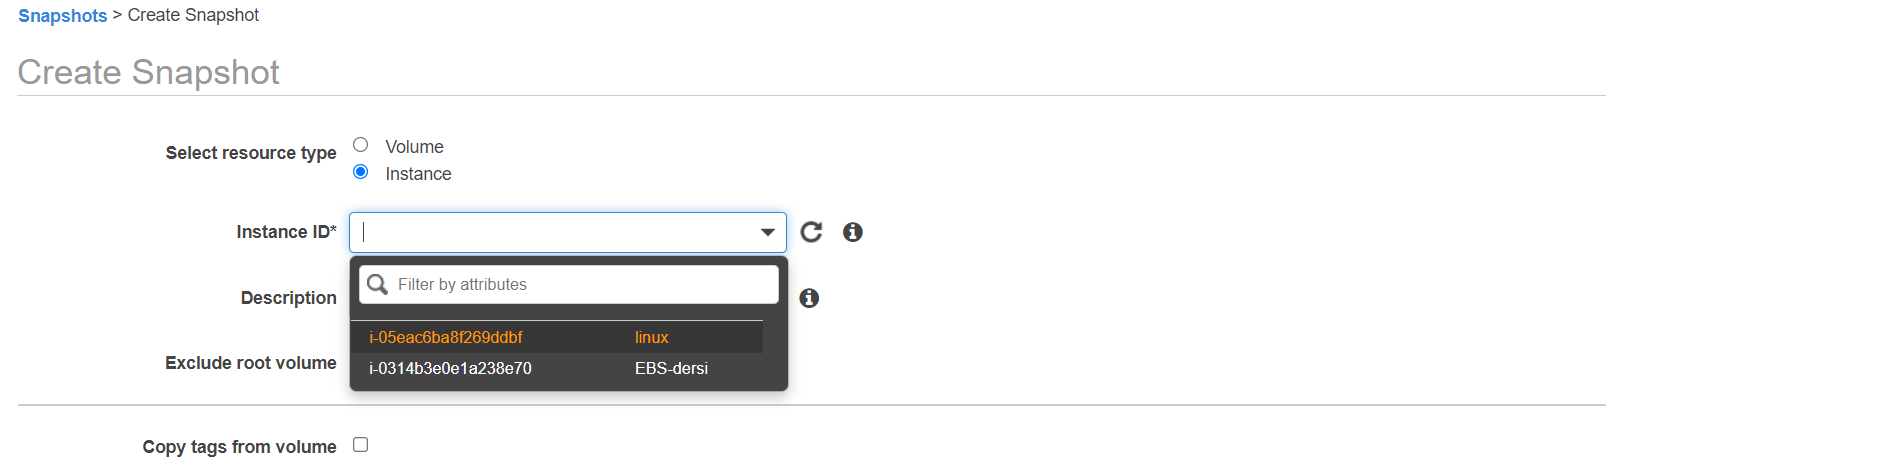 Snapshots > Create Snapshot
Create Snapshot
Select resource type
Volume
Instance
Instance ID*
Filter by attributes
Description
i-05eac6ba8f269ddbf linux
Exclude root volume
i-0314b3e0e1a238e70 EBS-dersi
Copy tags from volume